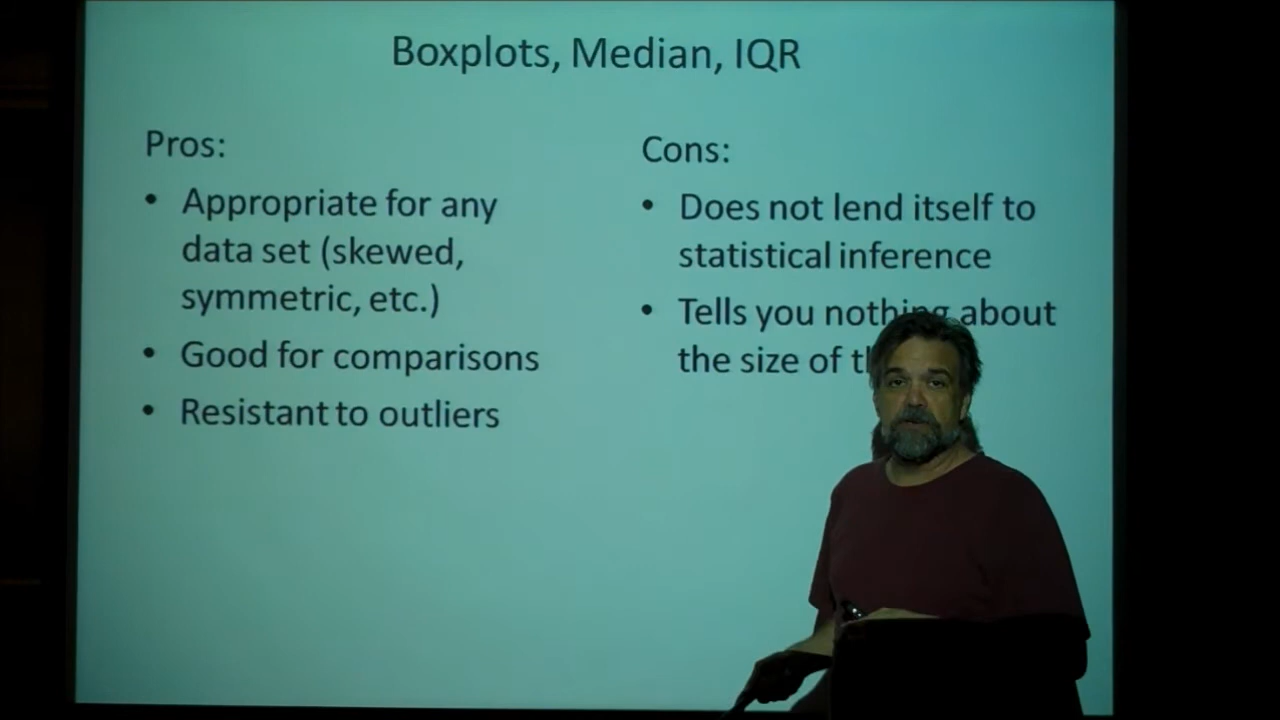 Boxplots, Median, IQR
Pros:
• Appropriate for any
data set (skewed,
symmetric, etc.)
• Good for comparisons
• Resistant to outliers
Cons:
• Does not lend itself to
statistical inference
• Tells you nothing about
the size of